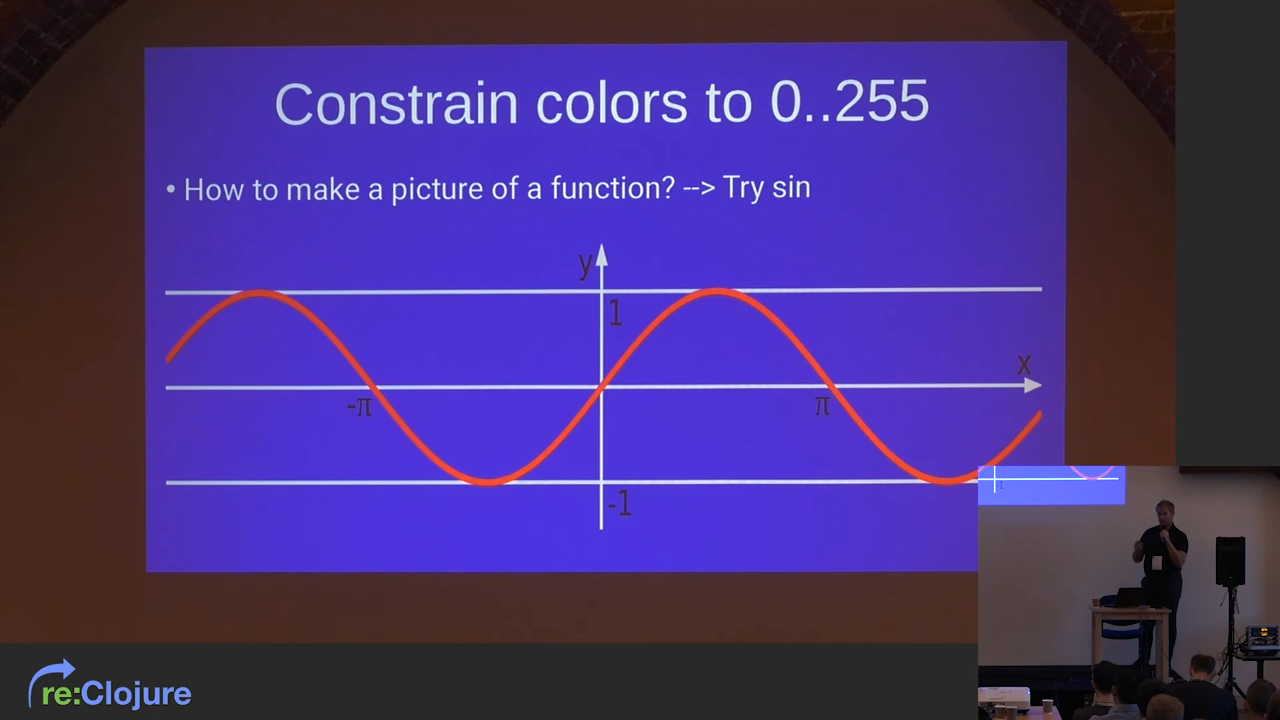 Constrain colors to 0..255
• How to make a picture of a function? --> Try sin
y
1
x
-π
π
-1
re:Clojure